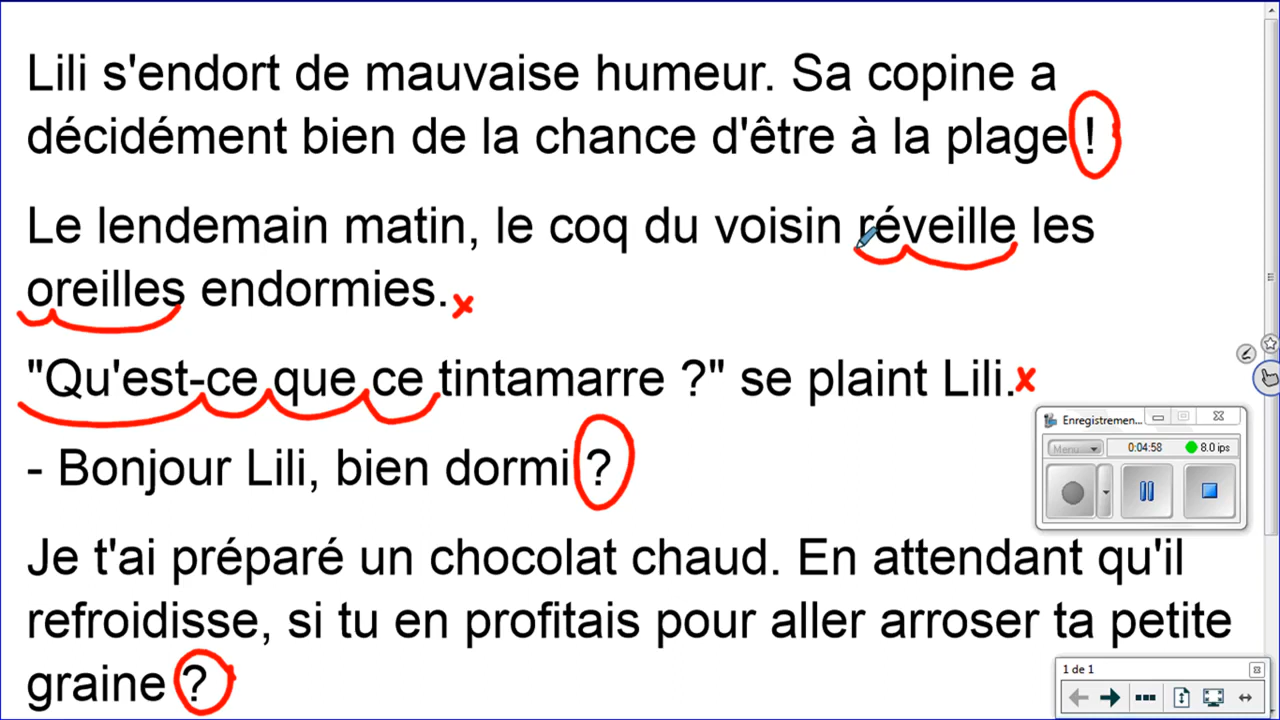 Lili s'endort de mauvaise humeur. Sa copine a
décidément bien de la chance d'être à la plage !
Le lendemain matin, le coq du voisin réveille les
oreilles endormies.
"Qu'est-ce que ce tintamarre ?" se plaint Lili.
- Bonjour Lili, bien dormi ?
Je t'ai préparé un chocolat chaud. En attendant qu'il
refroidisse, si tu en profitais pour aller arroser ta petite
graine ?
Enregistremen...
Menu
0:04:58
8.0 ips
1 de 1